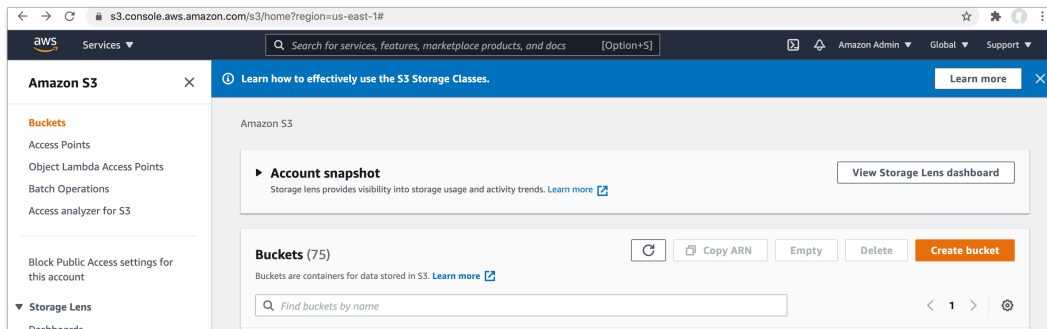 s3.console.aws.amazon.com/s3/home?region=us-east-1#
aws Services ▼ Search for services, features, marketplace products, and docs [Option+S] Amazon Admin ▼ Global ▼ Support ▼
Amazon S3
Buckets
Access Points
Object Lambda Access Points
Batch Operations
Access analyzer for S3
Block Public Access settings for
this account
▼ Storage Lens
Dashboards
Learn how to effectively use the S3 Storage Classes. Learn more
Amazon S3
Account snapshot View Storage Lens dashboard
Storage lens provides visibility into storage usage and activity trends. Learn more
Buckets (75) Copy ARN Empty Delete Create bucket
Buckets are containers for data stored in S3. Learn more
Find buckets by name < 1 >